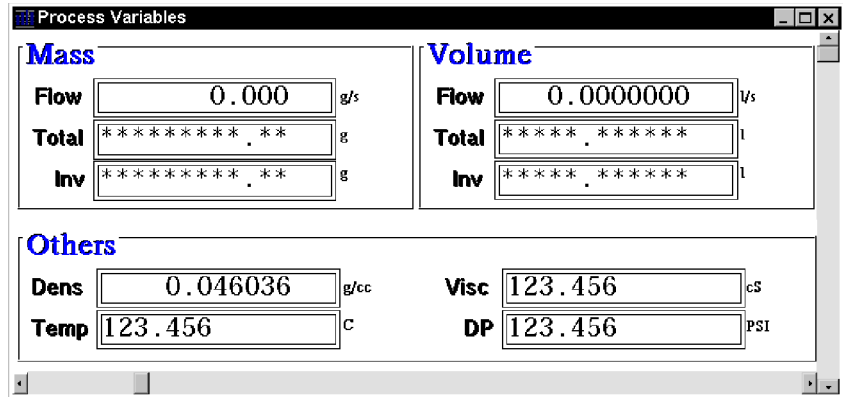 Process Variables
Mass
Flow 0.000 g/s
Total *********.** g
Inv *********.** g
Volume
Flow 0.0000000 l/s
Total *****.****** l
Inv *****.****** l
Others
Dens 0.046036 g/cc
Temp 123.456 C
Visc 123.456 cS
DP 123.456 PSI